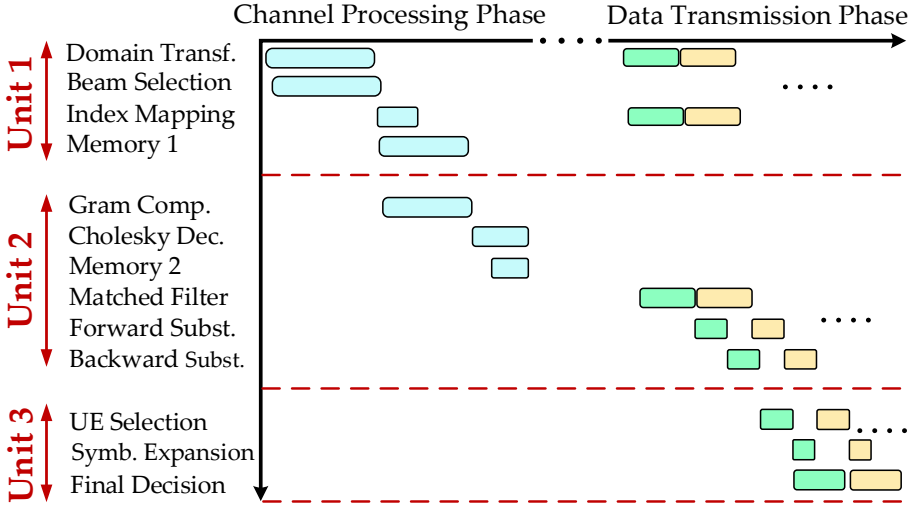 Channel Processing Phase
Data Transmission Phase
Unit 1
Domain Transf.
Beam Selection
Index Mapping
Memory 1
Unit 2
Gram Comp.
Cholesky Dec.
Memory 2
Matched Filter
Forward Subst.
Backward Subst.
Unit 3
UE Selection
Symb. Expansion
Final Decision